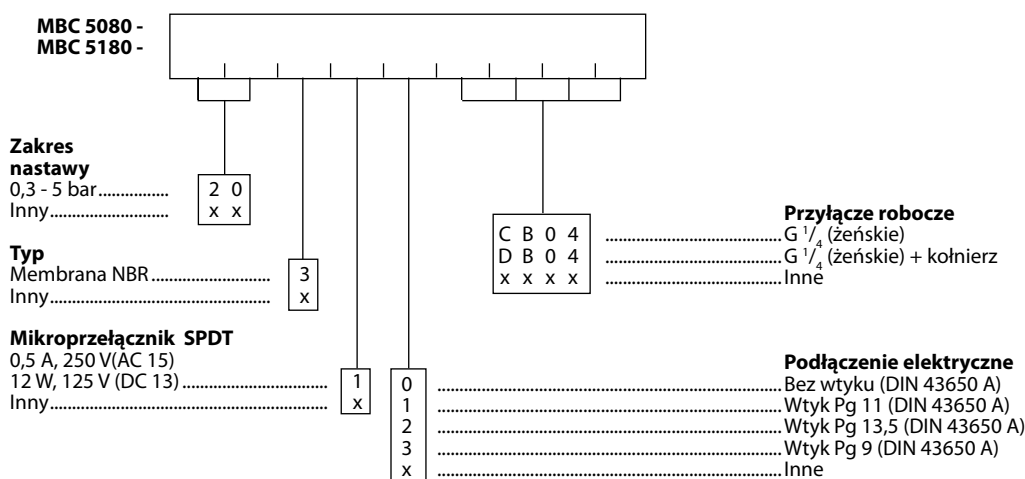 MBC 5080 -
MBC 5180 -
Zakres
nastawy
0,3 - 5 bar................ 2 0
Inny........................... x x
Typ
Membrana NBR........................... 3
Inny.................................................. x
Mikroprzełącznik SPDT
0,5 A, 250 V(AC 15)
12 W, 125 V (DC 13)................................. 1
Inny............................................................... x
Przyłącze robocze
C B 0 4 ........................................G 1/4 (żeńskie)
D B 0 4 ........................................G 1/4 (żeńskie) + kołnierz
x x x x ........................................Inne
Podłączenie elektryczne
0 ................................................................................Bez wtyku (DIN 43650 A)
1 ................................................................................Wtyk Pg 11 (DIN 43650 A)
2 ................................................................................Wtyk Pg 13,5 (DIN 43650 A)
3 ................................................................................Wtyk Pg 9 (DIN 43650 A)
x ................................................................................Inne